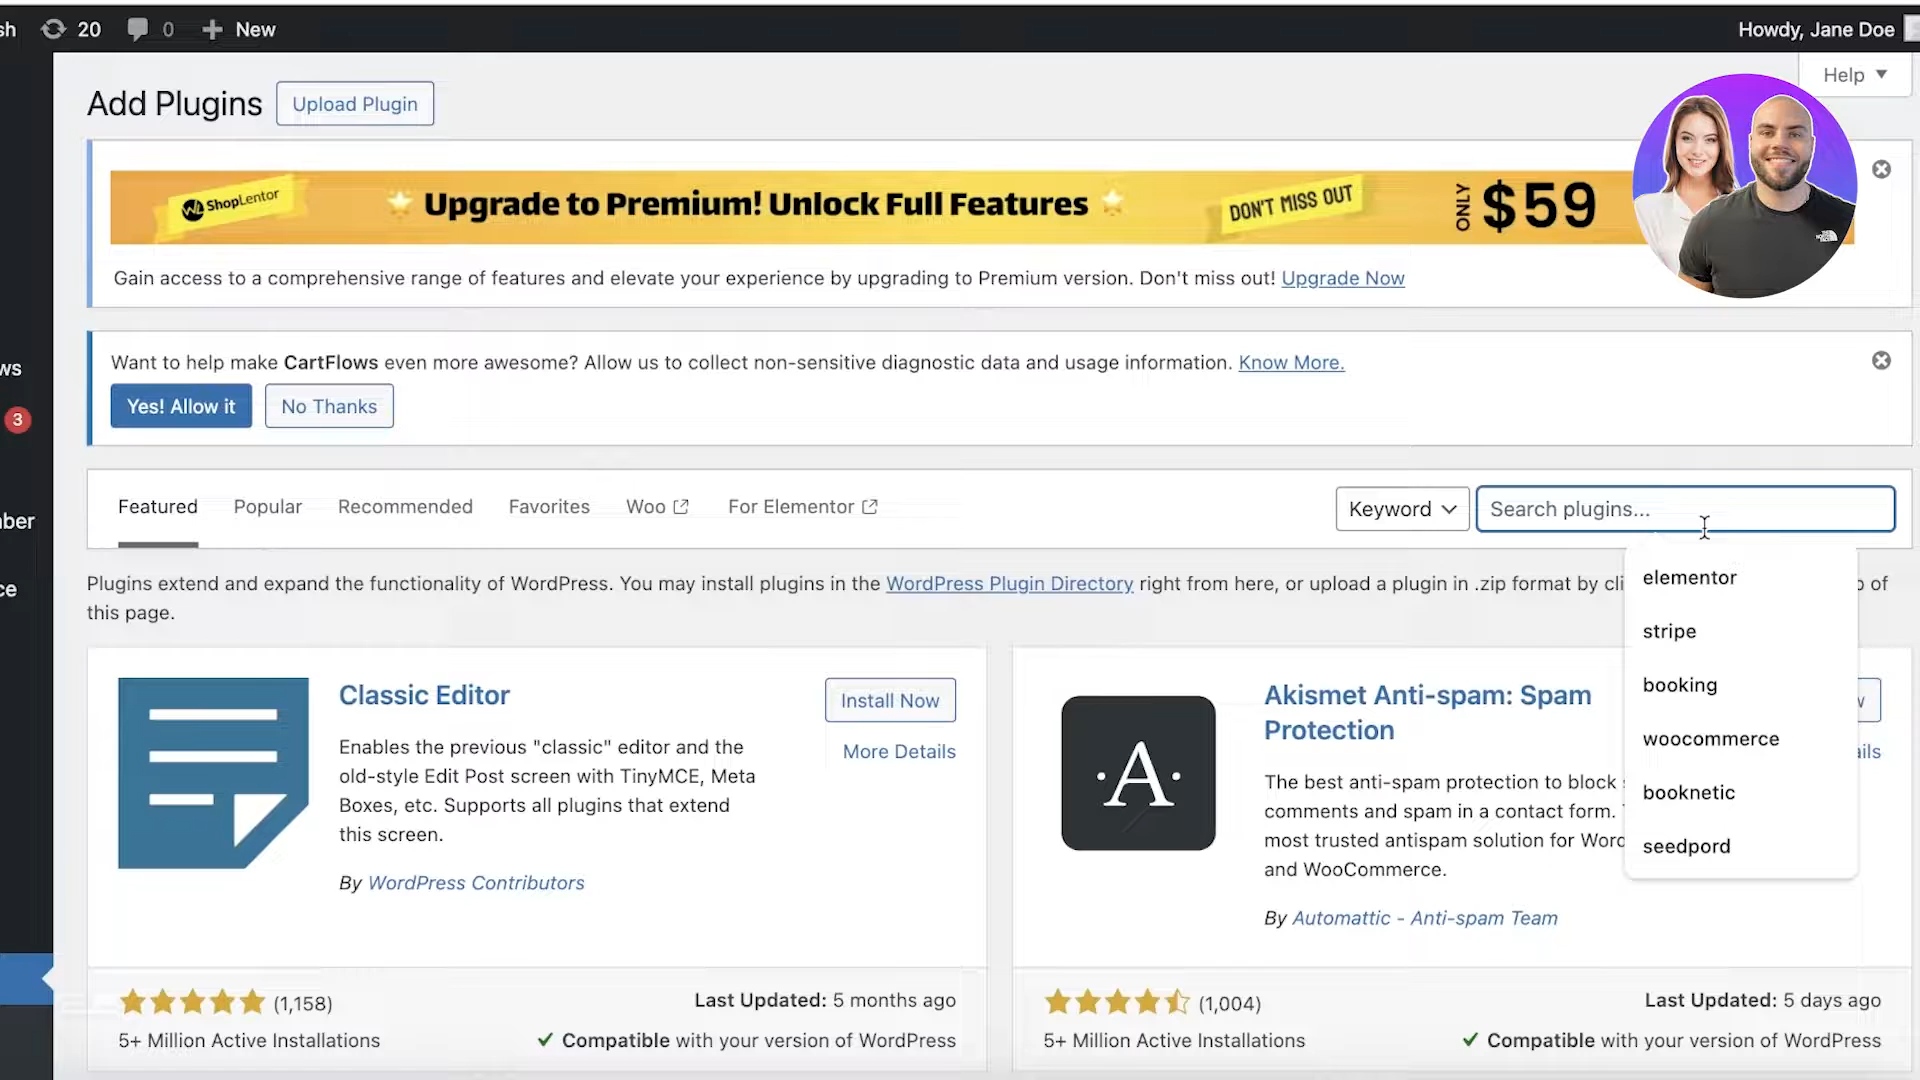 sh 20 0 New Howdy, Jane Doe
Help
Add Plugins Upload Plugin
ShopLentor Upgrade to Premium! Unlock Full Features DON'T MISS OUT ONLY $59
Gain access to a comprehensive range of features and elevate your experience by upgrading to Premium version. Don't miss out! Upgrade Now
Want to help make CartFlows even more awesome? Allow us to collect non-sensitive diagnostic data and usage information. Know More.
ws
Yes! Allow it No Thanks
3
Featured Popular Recommended Favorites Woo For Elementor Keyword Search plugins...
ber
Plugins extend and expand the functionality of WordPress. You may install plugins in the WordPress Plugin Directory right from here, or upload a plugin in .zip format by cli p of
this page.
ce
elementor
stripe
booking
woocommerce
booknetic
seedpord
Classic Editor Install Now
More Details
Enables the previous "classic" editor and the
old-style Edit Post screen with TinyMCE, Meta
Boxes, etc. Supports all plugins that extend
this screen.
By WordPress Contributors
(1,158) Last Updated: 5 months ago
5+ Million Active Installations Compatible with your version of WordPress
A
Akismet Anti-spam: Spam
Protection
w
ails
The best anti-spam protection to block
comments and spam in a contact form.
most trusted antispam solution for Word
and WooCommerce.
By Automattic - Anti-spam Team
(1,004) Last Updated: 5 days ago
5+ Million Active Installations Compatible with your version of WordPress